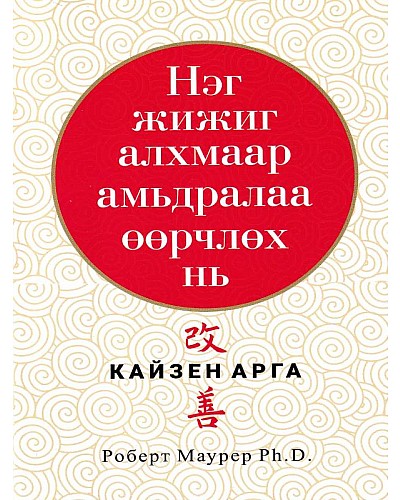 Нэг
жижиг
алхмаар
амьдралаа
өөрчлөх
нь
改
КАЙЗЕН АРГА
善
Роберт Маурер Ph.D.